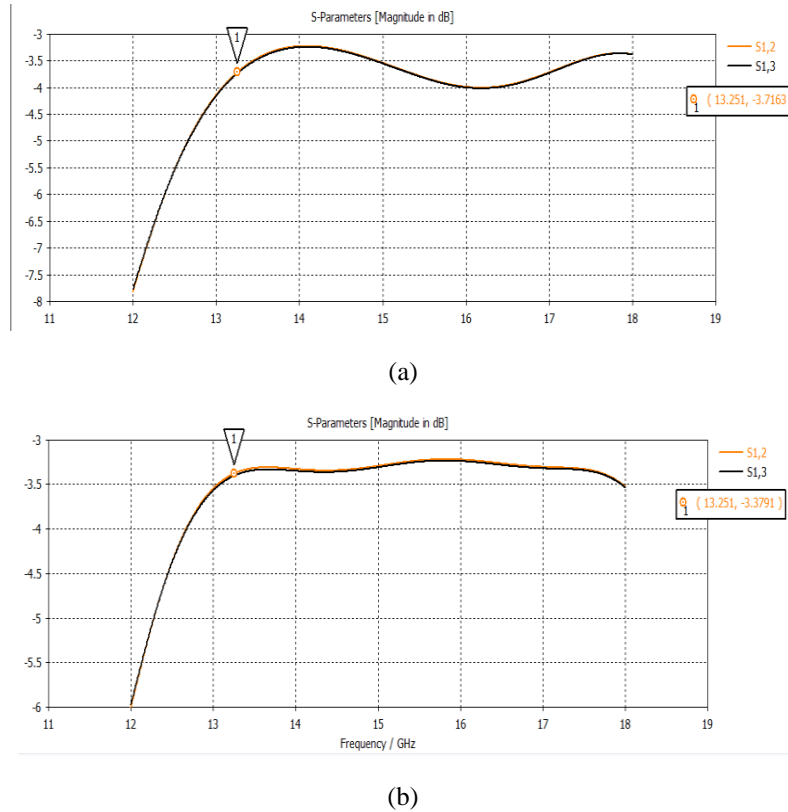 S-Parameters [Magnitude in dB]
-3
-3.5
-4
-4.5
-5
-5.5
-6
-6.5
-7
-7.5
-8
1
S1,2
S1,3
1 ( 13.251, -3.7163
11 12 13 14 15 16 17 18 19
(a)
S-Parameters [Magnitude in dB]
-3
-3.5
-4
-4.5
-5
-5.5
-6
1
S1,2
S1,3
1 ( 13.251, -3.3791 )
11 12 13 14 15 16 17 18 19
Frequency / GHz
(b)